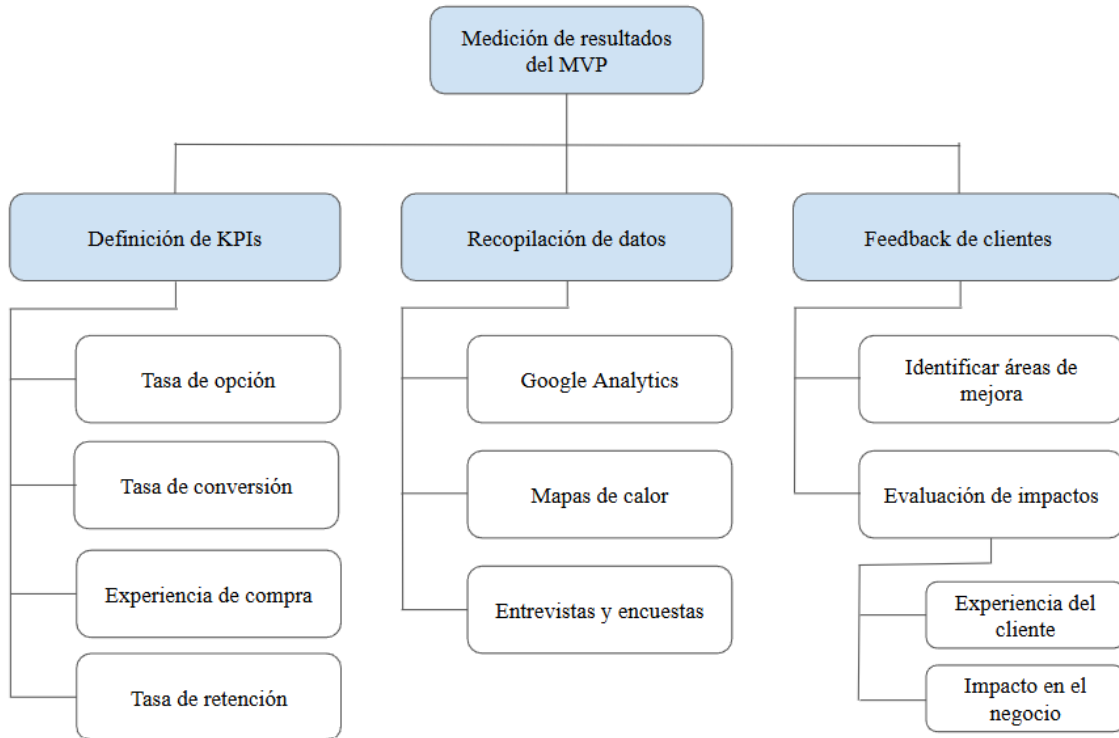 Medición de resultados
del MVP
Definición de KPIs
Recopilación de datos
Feedback de clientes
Tasa de opción
Tasa de conversión
Experiencia de compra
Tasa de retención
Google Analytics
Mapas de calor
Entrevistas y encuestas
Identificar áreas de
mejora
Evaluación de impactos
Experiencia del
cliente
Impacto en el
negocio